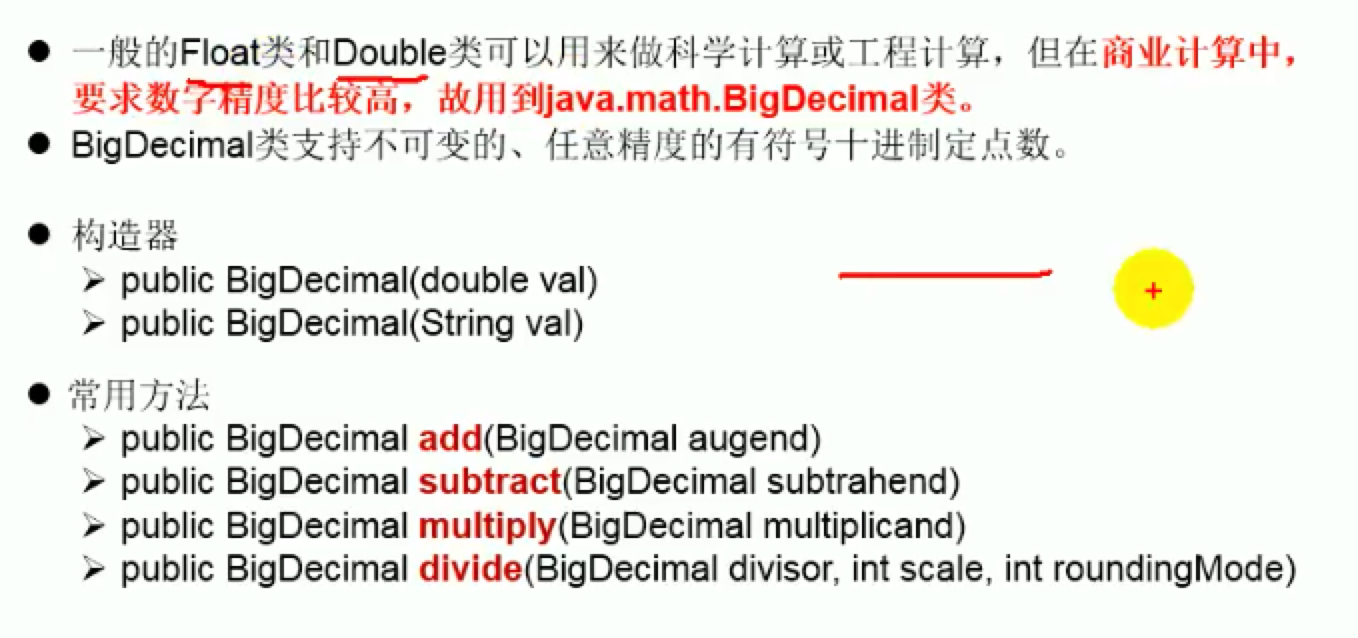 ● 一般的Float类和Double类可以用来做科学计算或工程计算，但在商业计算中，
要求数字精度比较高，故用到java.math.BigDecimal类。
● BigDecimal类支持不可变的、任意精度的有符号十进制定点数。
● 构造器
➢ public BigDecimal(double val)
➢ public BigDecimal(String val)
● 常用方法
➢ public BigDecimal add(BigDecimal augend)
➢ public BigDecimal subtract(BigDecimal subtrahend)
➢ public BigDecimal multiply(BigDecimal multiplicand)
➢ public BigDecimal divide(BigDecimal divisor, int scale, int roundingMode)